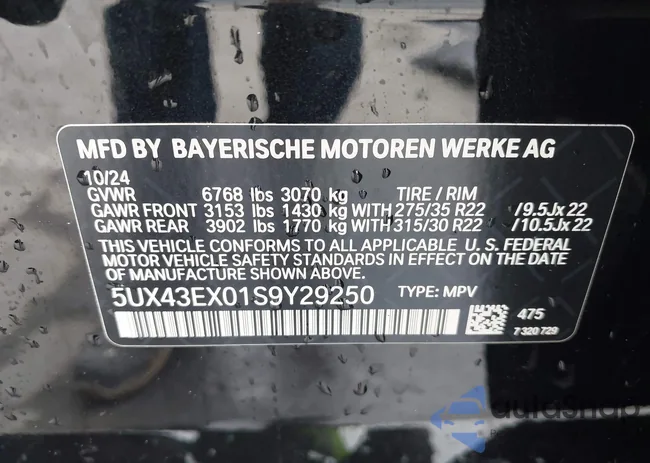 MFD BY BAYERISCHE MOTOREN WERKE AG
10/24
GVWR 6768 lbs 3070 kg TIRE / RIM
GAWR FRONT 3153 lbs 1430 kg WITH 275/35 R22 /9.5Jx22
GAWR REAR 3902 lbs 1770 kg WITH 315/30 R22 /10.5Jx22
THIS VEHICLE CONFORMS TO ALL APPLICABLE U. S. FEDERAL
MOTOR VEHICLE SAFETY STANDARDS IN EFFECT ON THE DATE
OF MANUFACTURE SHOWN ABOVE.
5UX43EX01S9Y29250 TYPE: MPV
475
7 320 729
autoShop